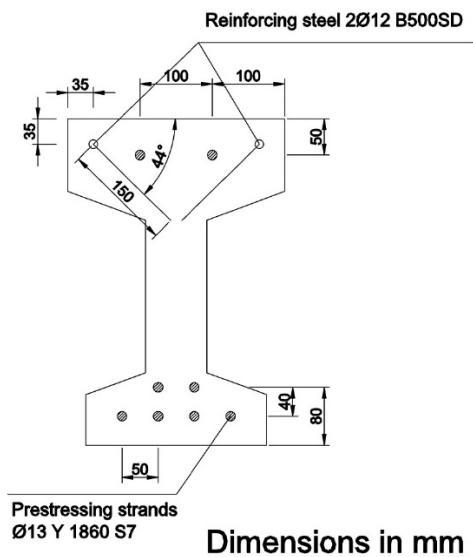 Reinforcing steel 2Ø12 B500SD
35
100
100
35
50
44°
150
40
80
50
Prestressing strands
Ø13 Y 1860 S7
Dimensions in mm